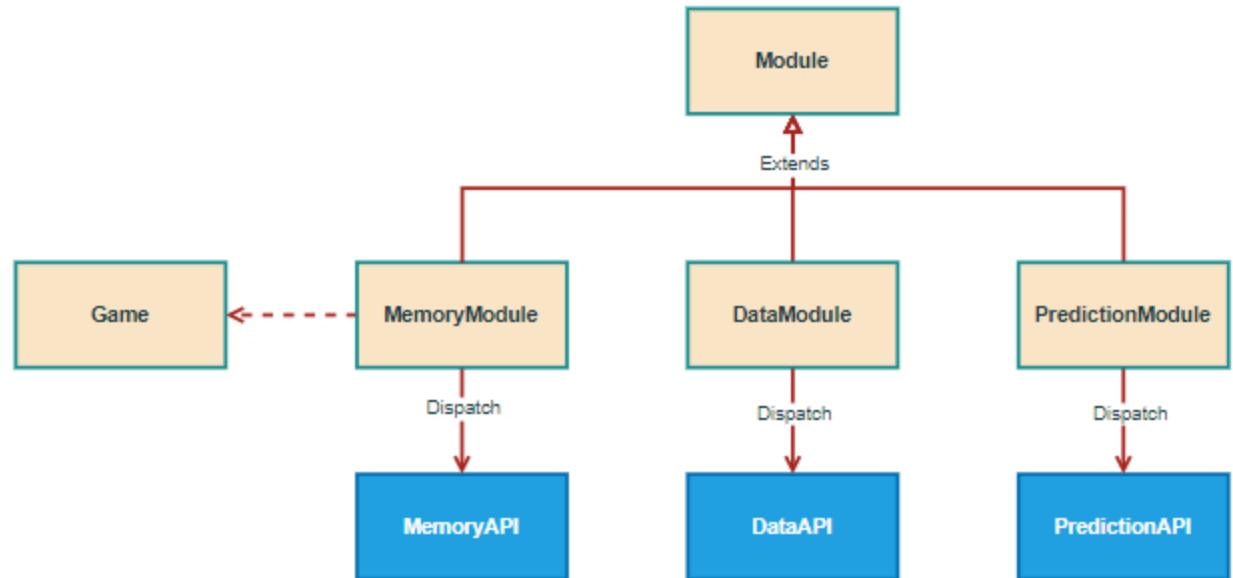 Module
Extends
Game
MemoryModule
DataModule
PredictionModule
Dispatch
Dispatch
Dispatch
MemoryAPI
DataAPI
PredictionAPI